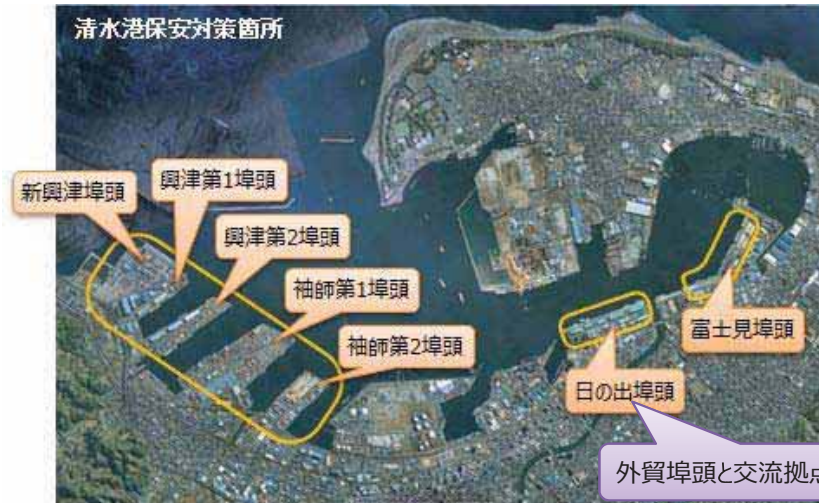 清水港保安対策箇所
新興津埠頭
興津第1埠頭
興津第2埠頭
袖師第1埠頭
袖師第2埠頭
富士見埠頭
日の出埠頭
外貿埠頭と交流拠点